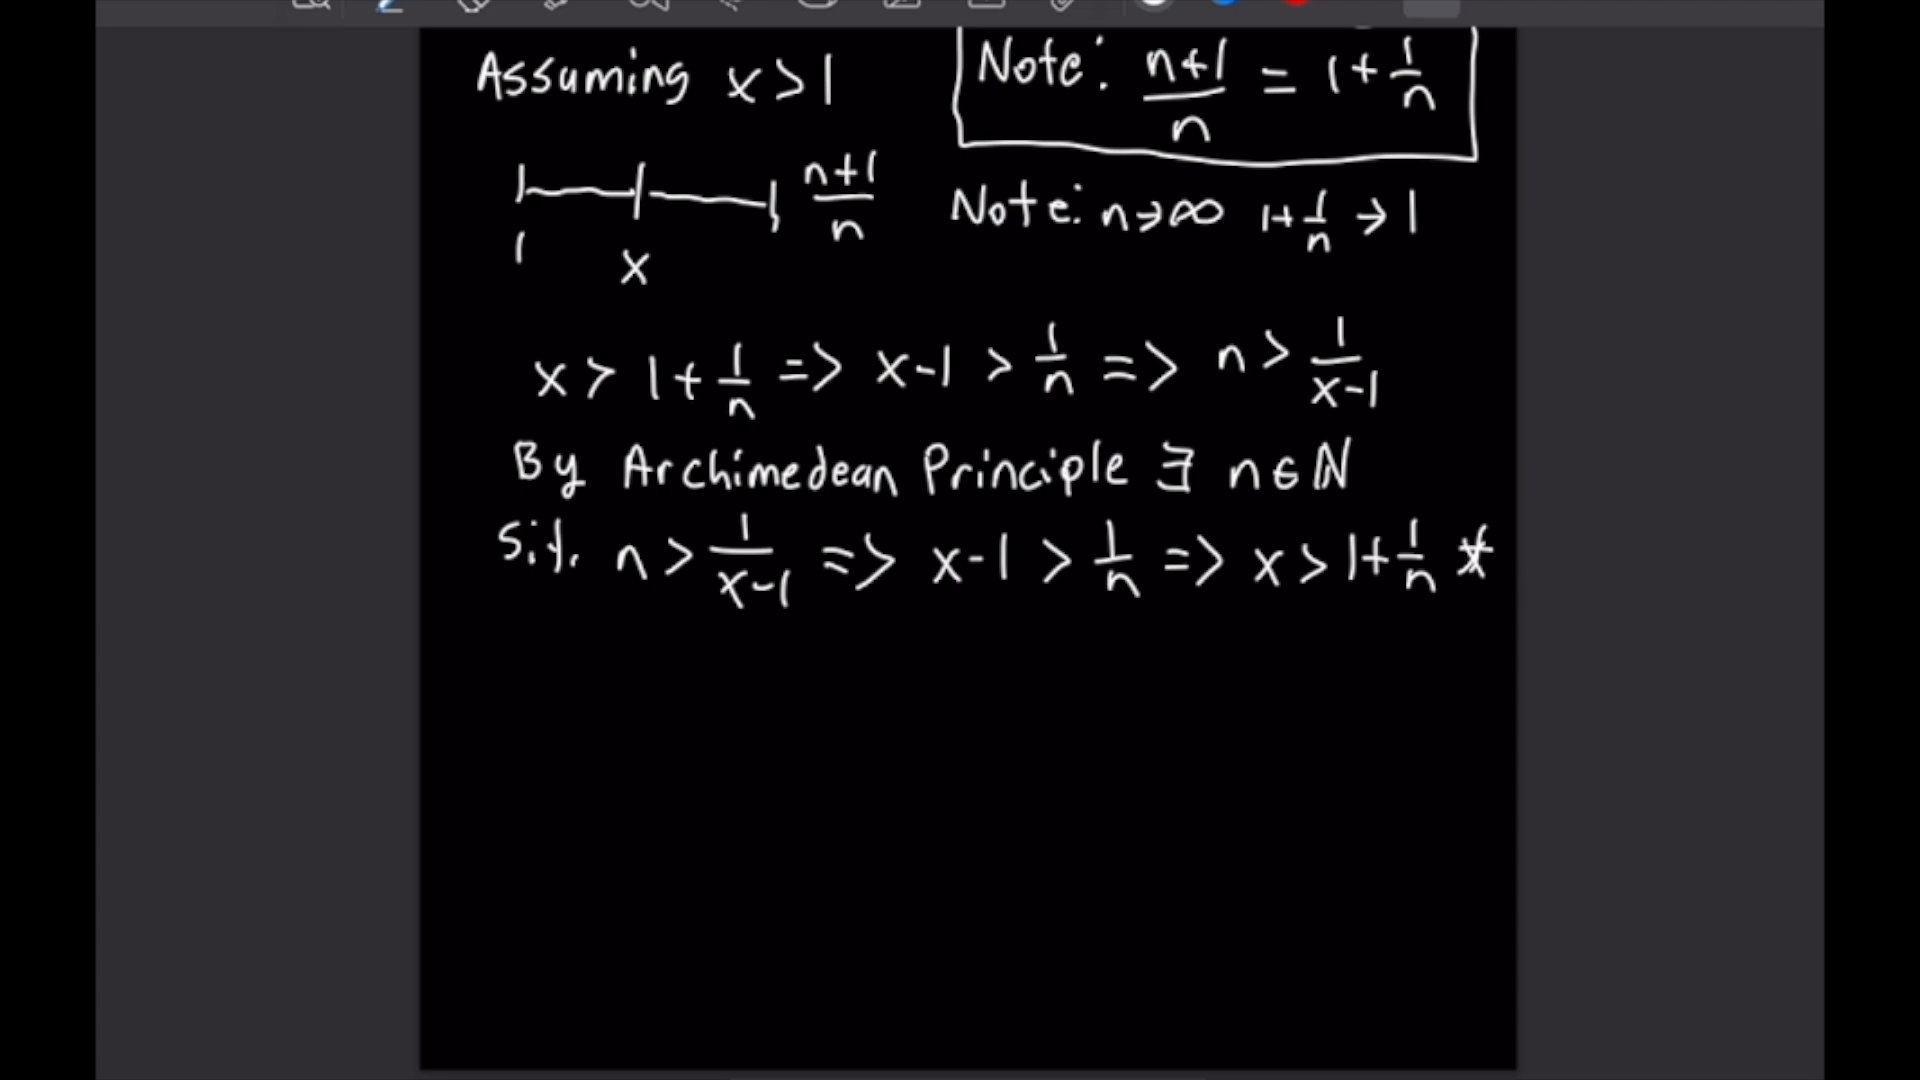 Assuming x > 1
Note: n+1/n = 1 + 1/n
1 x n+1/n
Note: n→∞ 1+1/n → 1
x > 1 + 1/n => x-1 > 1/n => n > 1/x-1
By Archimedean Principle ∃ n∈ℕ
S.t. n > 1/x-1 => x-1 > 1/n => x > 1+1/n *